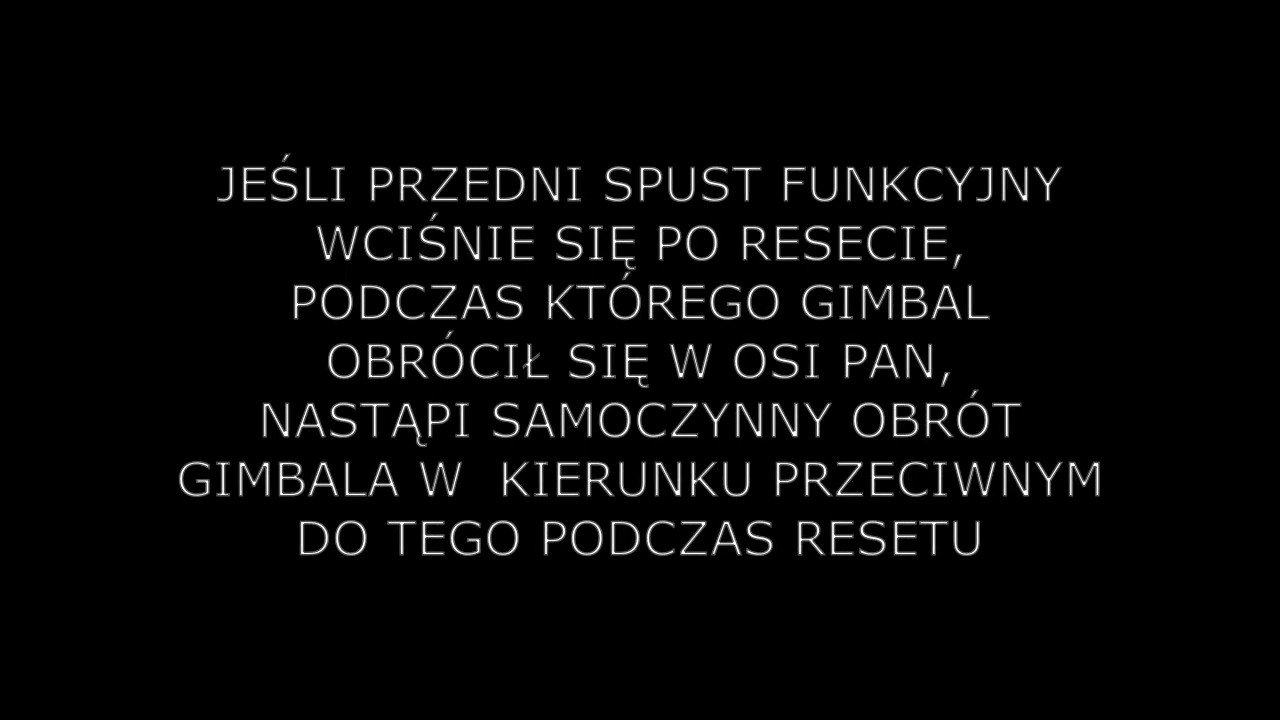 JEŚLI PRZEDNI SPUST FUNKCYJNY
WCIŚNIE SIĘ PO RESECIE,
PODCZAS KTÓREGO GIMBAL
OBRÓCIŁ SIĘ W OSI PAN,
NASTĄPI SAMOCZYNNY OBRÓT
GIMBALA W  KIERUNKU PRZECIWNYM
DO TEGO PODCZAS RESETU